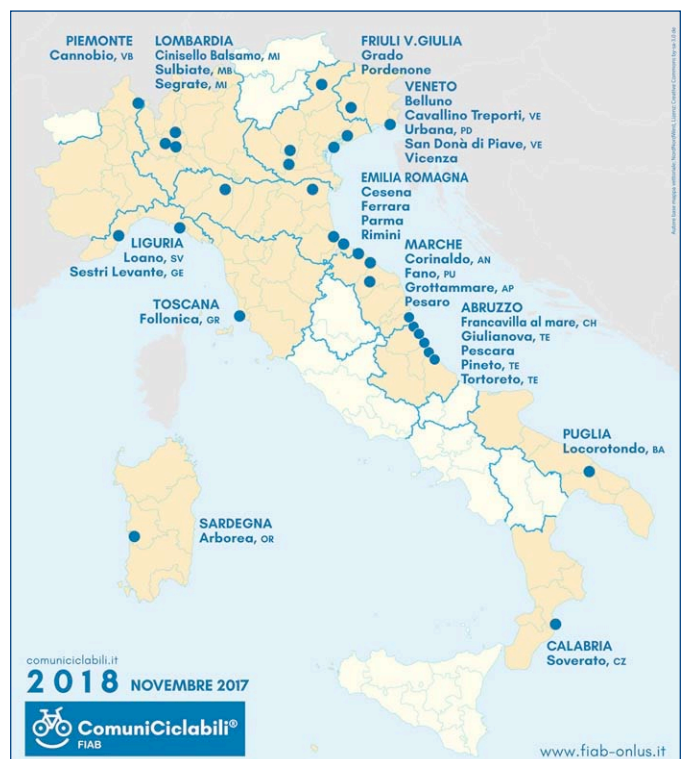 PIEMONTE
Cannobio, VB
LOMBARDIA
Cinisello Balsamo, MI
Sulbiate, MB
Segrate, MI
FRIULI V.GIULIA
Grado
Pordenone
VENETO
Belluno
Cavallino Treporti, VE
Urbana, PD
San Donà di Piave, VE
Vicenza
EMILIA ROMAGNA
Cesena
Ferrara
Parma
Rimini
LIGURIA
Loano, SV
Sestri Levante, GE
MARCHE
Corinaldo, AN
Fano, PU
Grottammare, AP
Pesaro
TOSCANA
Follonica, GR
ABRUZZO
Francavilla al mare, CH
Giulianova, TE
Pescara
Pineto, TE
Tortoreto, TE
PUGLIA
Locorotondo, BA
SARDEGNA
Arborea, OR
CALABRIA
Soverato, CZ
comuniciclabili.it
2018 NOVEMBRE 2017
ComuniCiclabili®
FIAB
www.fiab-onlus.it